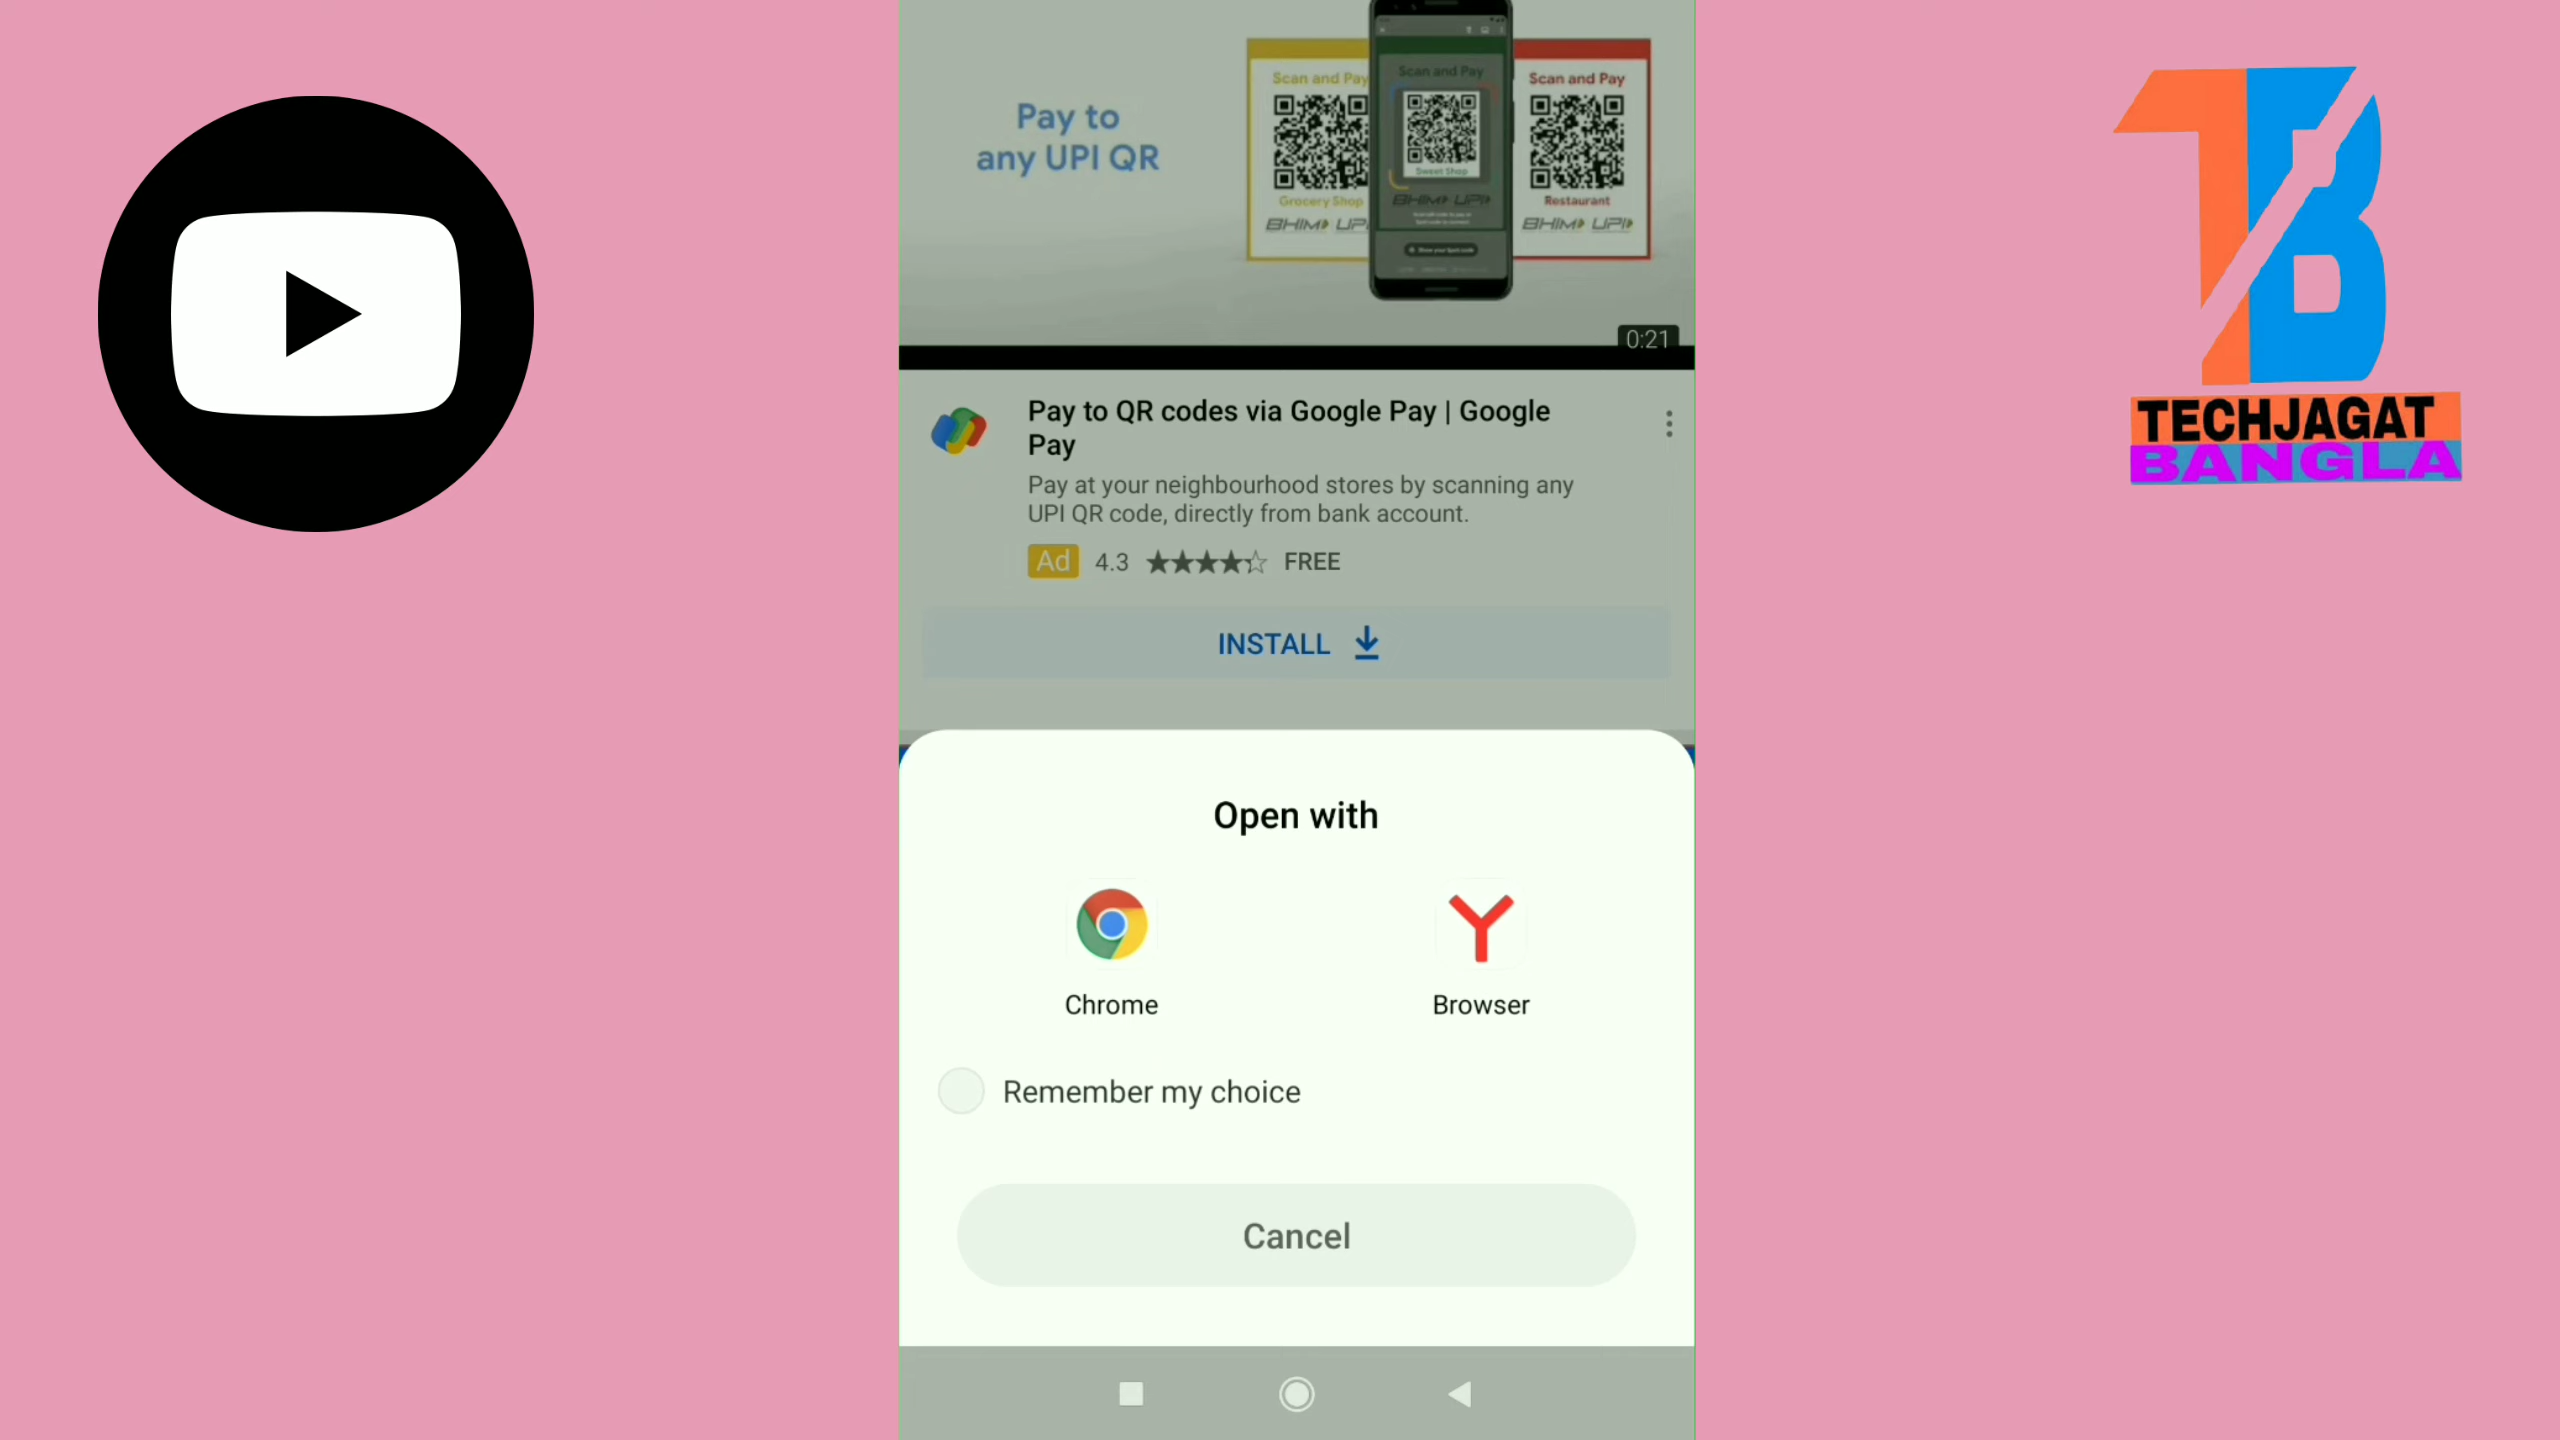 Pay to
any UPI QR
Scan and Pay
Grocery Shop
BHIM UPI
Scan and Pay
Sweet Shop
BHIM UPI
Scan and Pay
Restaurant
BHIM UPI
0:21
Pay to QR codes via Google Pay | Google
Pay
Pay at your neighbourhood stores by scanning any
UPI QR code, directly from bank account.
Ad 4.3 FREE
INSTALL
Open with
Chrome
Browser
Remember my choice
Cancel
TB
TECHJAGAT
BANGLA